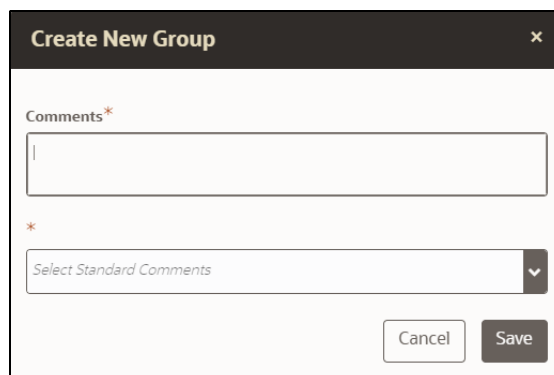 Create New Group ×
Comments*
*
Select Standard Comments
Cancel Save